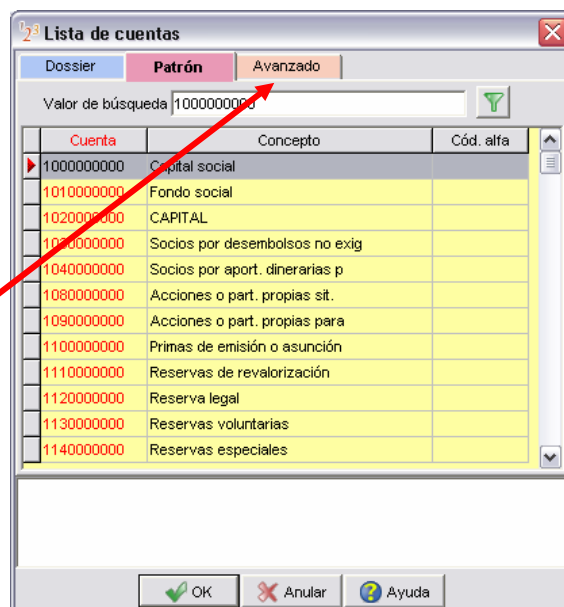 123 Lista de cuentas
Dossier Patrón Avanzado
Valor de búsqueda 1000000000
Cuenta Concepto Cód. alfa
1000000000 Capital social
1010000000 Fondo social
1020000000 CAPITAL
1030000000 Socios por desembolsos no exig
1040000000 Socios por aport. dinerarias p
1080000000 Acciones o part. propias sit.
1090000000 Acciones o part. propias para
1100000000 Primas de emisión o asunción
1110000000 Reservas de revalorización
1120000000 Reserva legal
1130000000 Reservas voluntarias
1140000000 Reservas especiales
OK Anular Ayuda